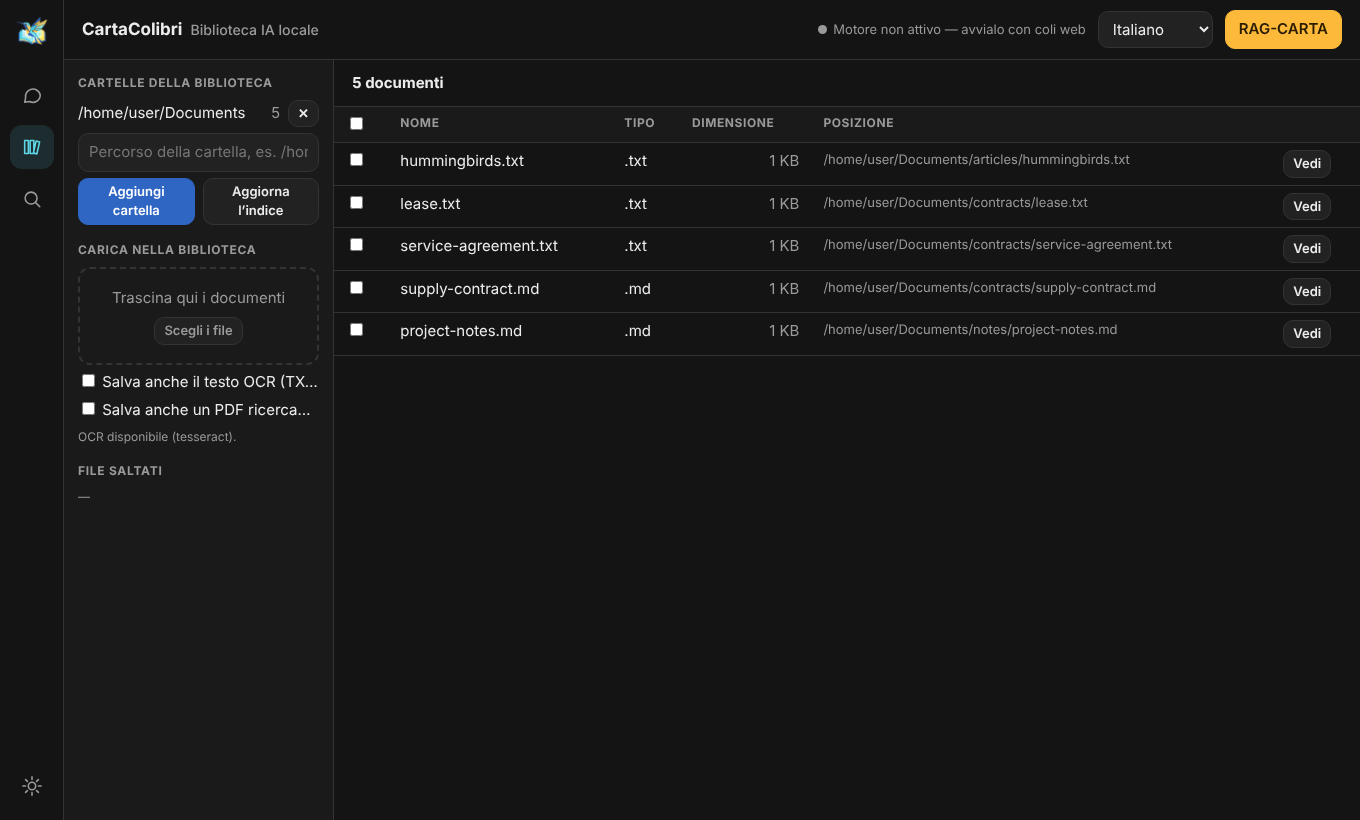 CartaColibri Biblioteca IA locale
Motore non attivo — avvialo con coli web
Italiano
RAG-CARTA
CARTELLE DELLA BIBLIOTECA
/home/user/Documents 5 ×
Percorso della cartella, es. /hor
Aggiungi
cartella
Aggiorna
l’indice
CARICA NELLA BIBLIOTECA
Trascina qui i documenti
Scegli i file
Salva anche il testo OCR (TX...
Salva anche un PDF ricerca...
OCR disponibile (tesseract).
FILE SALTATI
—
5 documenti
NOME TIPO DIMENSIONE POSIZIONE
hummingbirds.txt .txt 1 KB /home/user/Documents/articles/hummingbirds.txt Vedi
lease.txt .txt 1 KB /home/user/Documents/contracts/lease.txt Vedi
service-agreement.txt .txt 1 KB /home/user/Documents/contracts/service-agreement.txt Vedi
supply-contract.md .md 1 KB /home/user/Documents/contracts/supply-contract.md Vedi
project-notes.md .md 1 KB /home/user/Documents/notes/project-notes.md Vedi